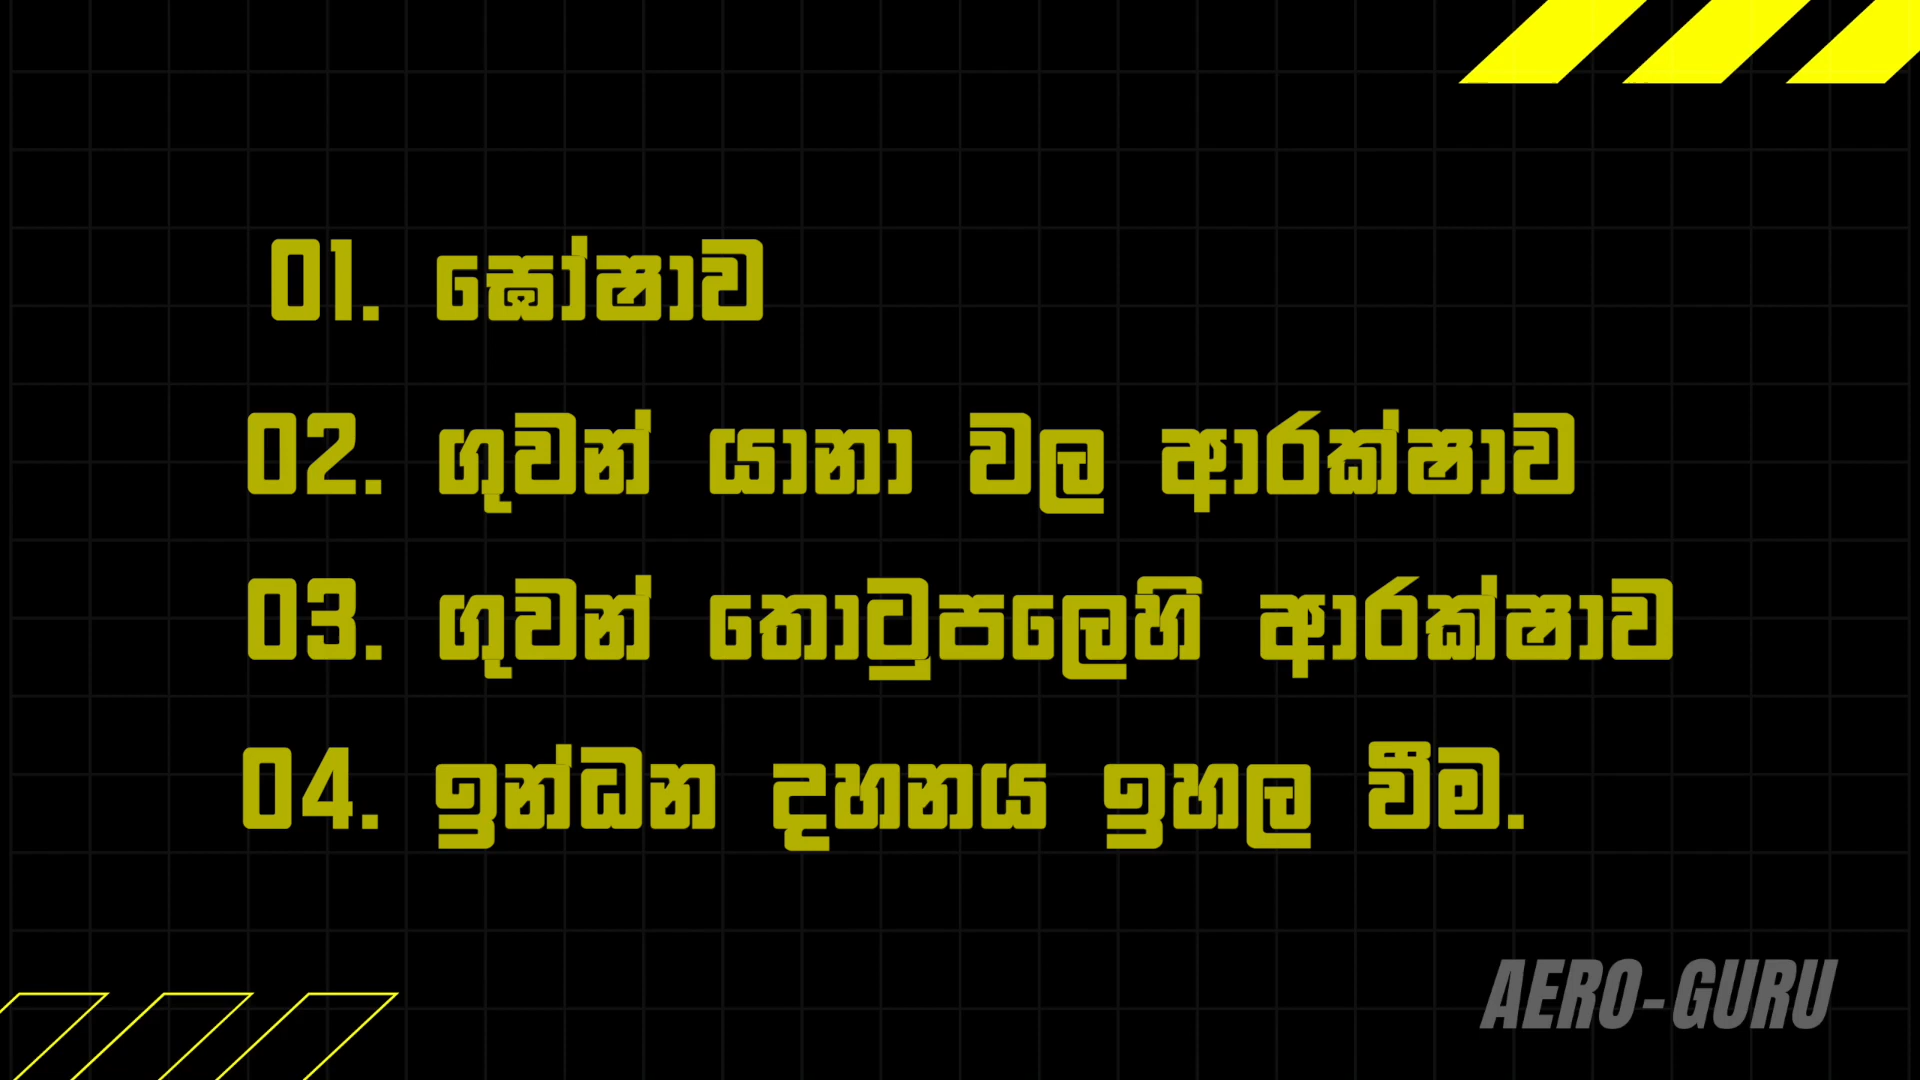 01. ඝෝෂාව
02. ගුවන් යානා වල ආරක්ෂාව
03. ගුවන් තොටුපලෙහි ආරක්ෂාව
04. ඉන්ධන දහනය ඉහල වීම.
AERO-GURU